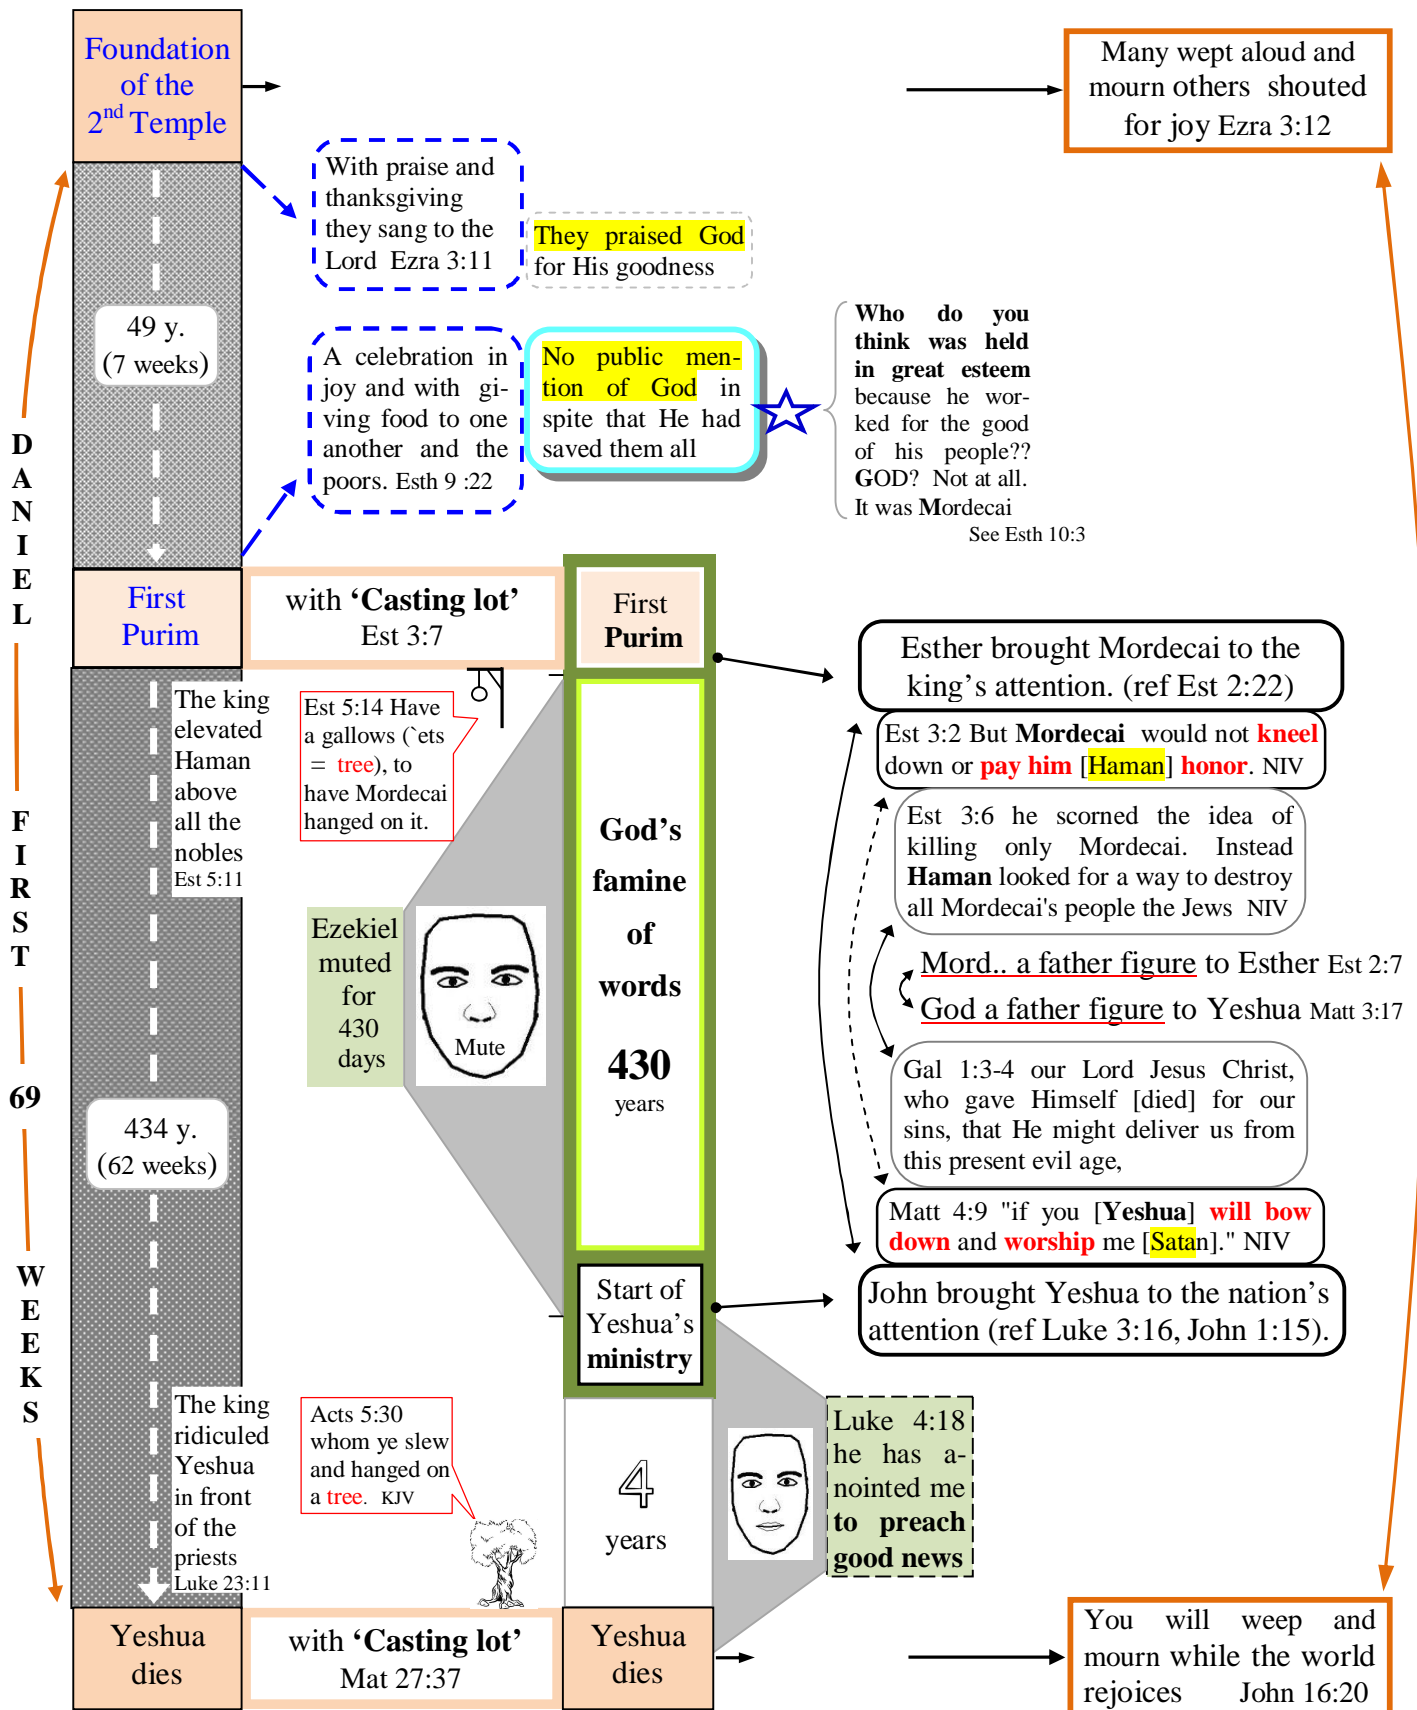 Foundation
of the
2nd Temple
Many wept aloud and
mourn others shouted
for joy Ezra 3:12
With praise and
thanksgiving
they sang to the
Lord Ezra 3:11
They praised God
for His goodness
49 y.
(7 weeks)
A celebration in
joy and with gi-
ving food to one
another and the
poors. Esth 9 :22
No public men-
tion of God in
spite that He had
saved them all
Who do you
think was held
in great esteem
because he wor-
ked for the good
of his people??
GOD? Not at all.
It was Mordecai
See Esth 10:3
DANIEL FIRST 69 WEEKS
First
Purim
with ‘Casting lot’
Est 3:7
First
Purim
The king
elevated
Haman
above
all the
nobles
Est 5:11
Est 5:14 Have
a gallows (`ets
= tree), to
have Mordecai
hanged on it.
God’s
famine
of
words
430
years
Ezekiel
muted
for
430
days
Mute
Esther brought Mordecai to the
king’s attention. (ref Est 2:22)
Est 3:2 But Mordecai would not kneel
down or pay him [Haman] honor. NIV
Est 3:6 he scorned the idea of
killing only Mordecai. Instead
Haman looked for a way to destroy
all Mordecai's people the Jews NIV
Mord.. a father figure to Esther Est 2:7
God a father figure to Yeshua Matt 3:17
Gal 1:3-4 our Lord Jesus Christ,
who gave Himself [died] for our
sins, that He might deliver us from
this present evil age,
Matt 4:9 "if you [Yeshua] will bow
down and worship me [Satan]." NIV
John brought Yeshua to the nation’s
attention (ref Luke 3:16, John 1:15).
434 y.
(62 weeks)
Start of
Yeshua’s
ministry
The king
ridiculed
Yeshua
in front
of the
priests
Luke 23:11
Acts 5:30
whom ye slew
and hanged on
a tree. KJV
4
years
Luke 4:18
he has a-
nointed me
to preach
good news
Yeshua
dies
with ‘Casting lot’
Mat 27:37
Yeshua
dies
You will weep and
mourn while the world
rejoices John 16:20